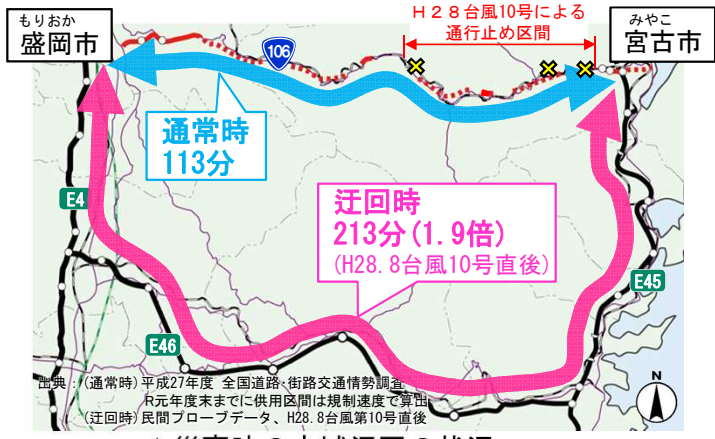 もりおか
盛岡市
106
Ｈ２８台風10号による
通行止め区間
みやこ
宮古市
通常時
113分
迂回時
213分(1.9倍)
(H28.8台風10号直後)
E4
E45
E46
N
出典：(通常時)平成27年度 全国道路・街路交通情勢調査
R元年度末までに供用区間は規制速度で算出
(迂回時)民間プローブデータ、H28.8台風第10号直後